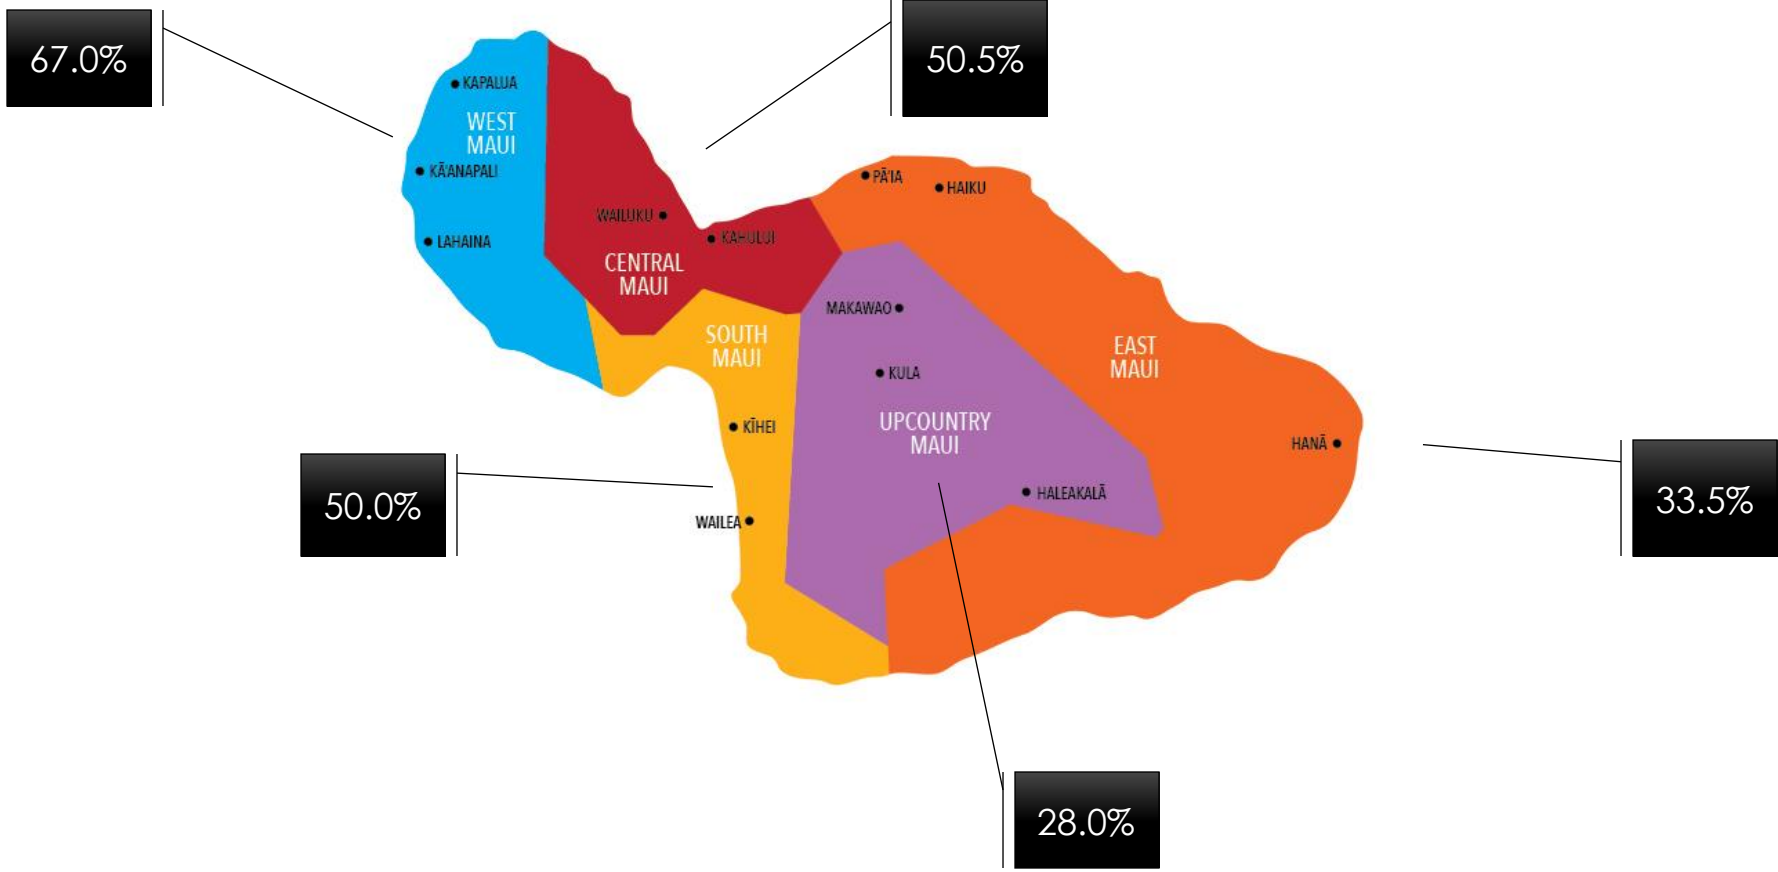 67.0%
50.5%
KAPALUA
WEST
MAUI
KĀ'ANAPALI
LAHAINA
WAILUKU
KAHULUI
CENTRAL
MAUI
PĀ'IA
HAIKU
MAKAWAO
SOUTH
MAUI
KULA
EAST
MAUI
UPCOUNTRY
MAUI
KĪHEI
HANĀ
HALEAKALĀ
WAILEA
50.0%
33.5%
28.0%